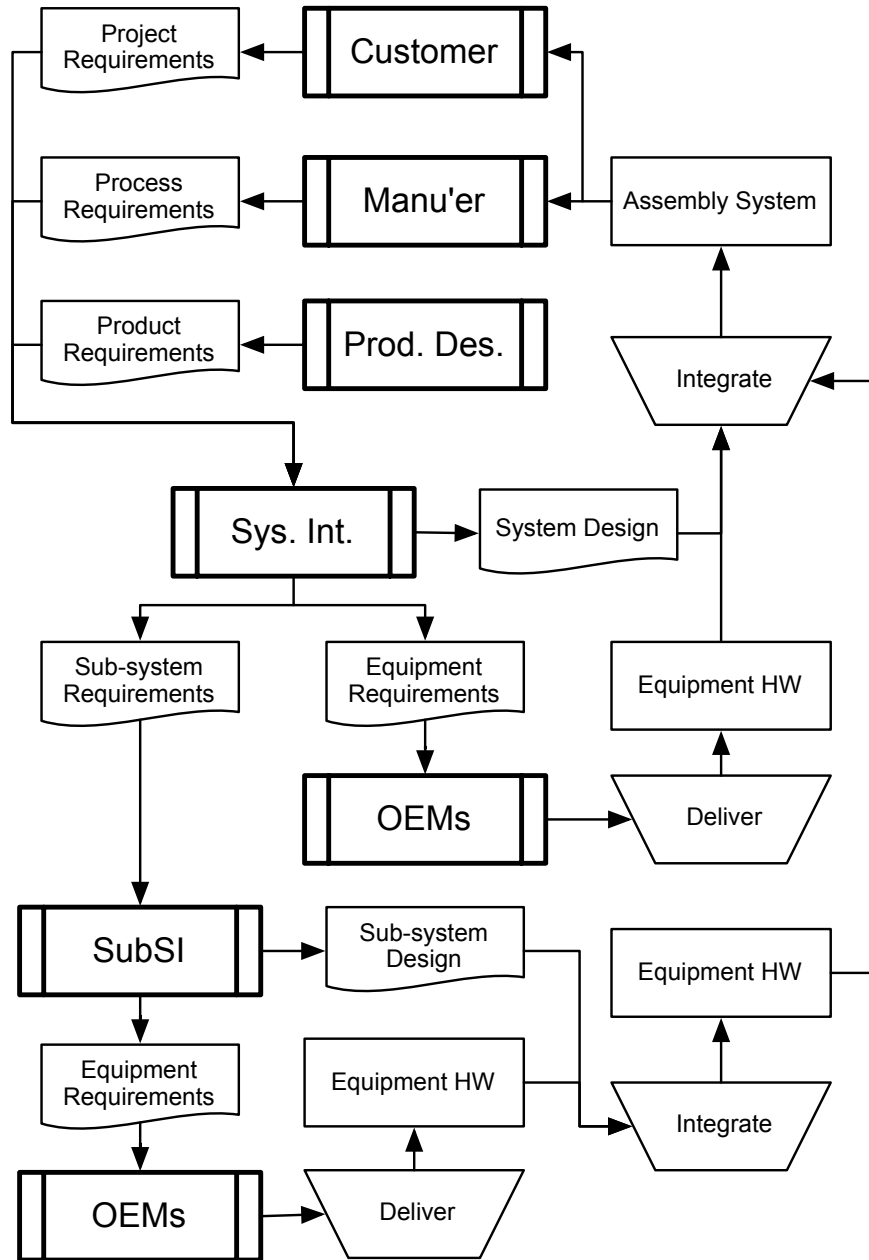 Project
Requirements
Customer
Process
Requirements
Manu'er
Assembly System
Product
Requirements
Prod. Des.
Integrate
Sys. Int.
System Design
Sub-system
Requirements
Equipment
Requirements
Equipment HW
OEMs
Deliver
SubSI
Sub-system
Design
Equipment HW
Equipment
Requirements
Equipment HW
Integrate
OEMs
Deliver